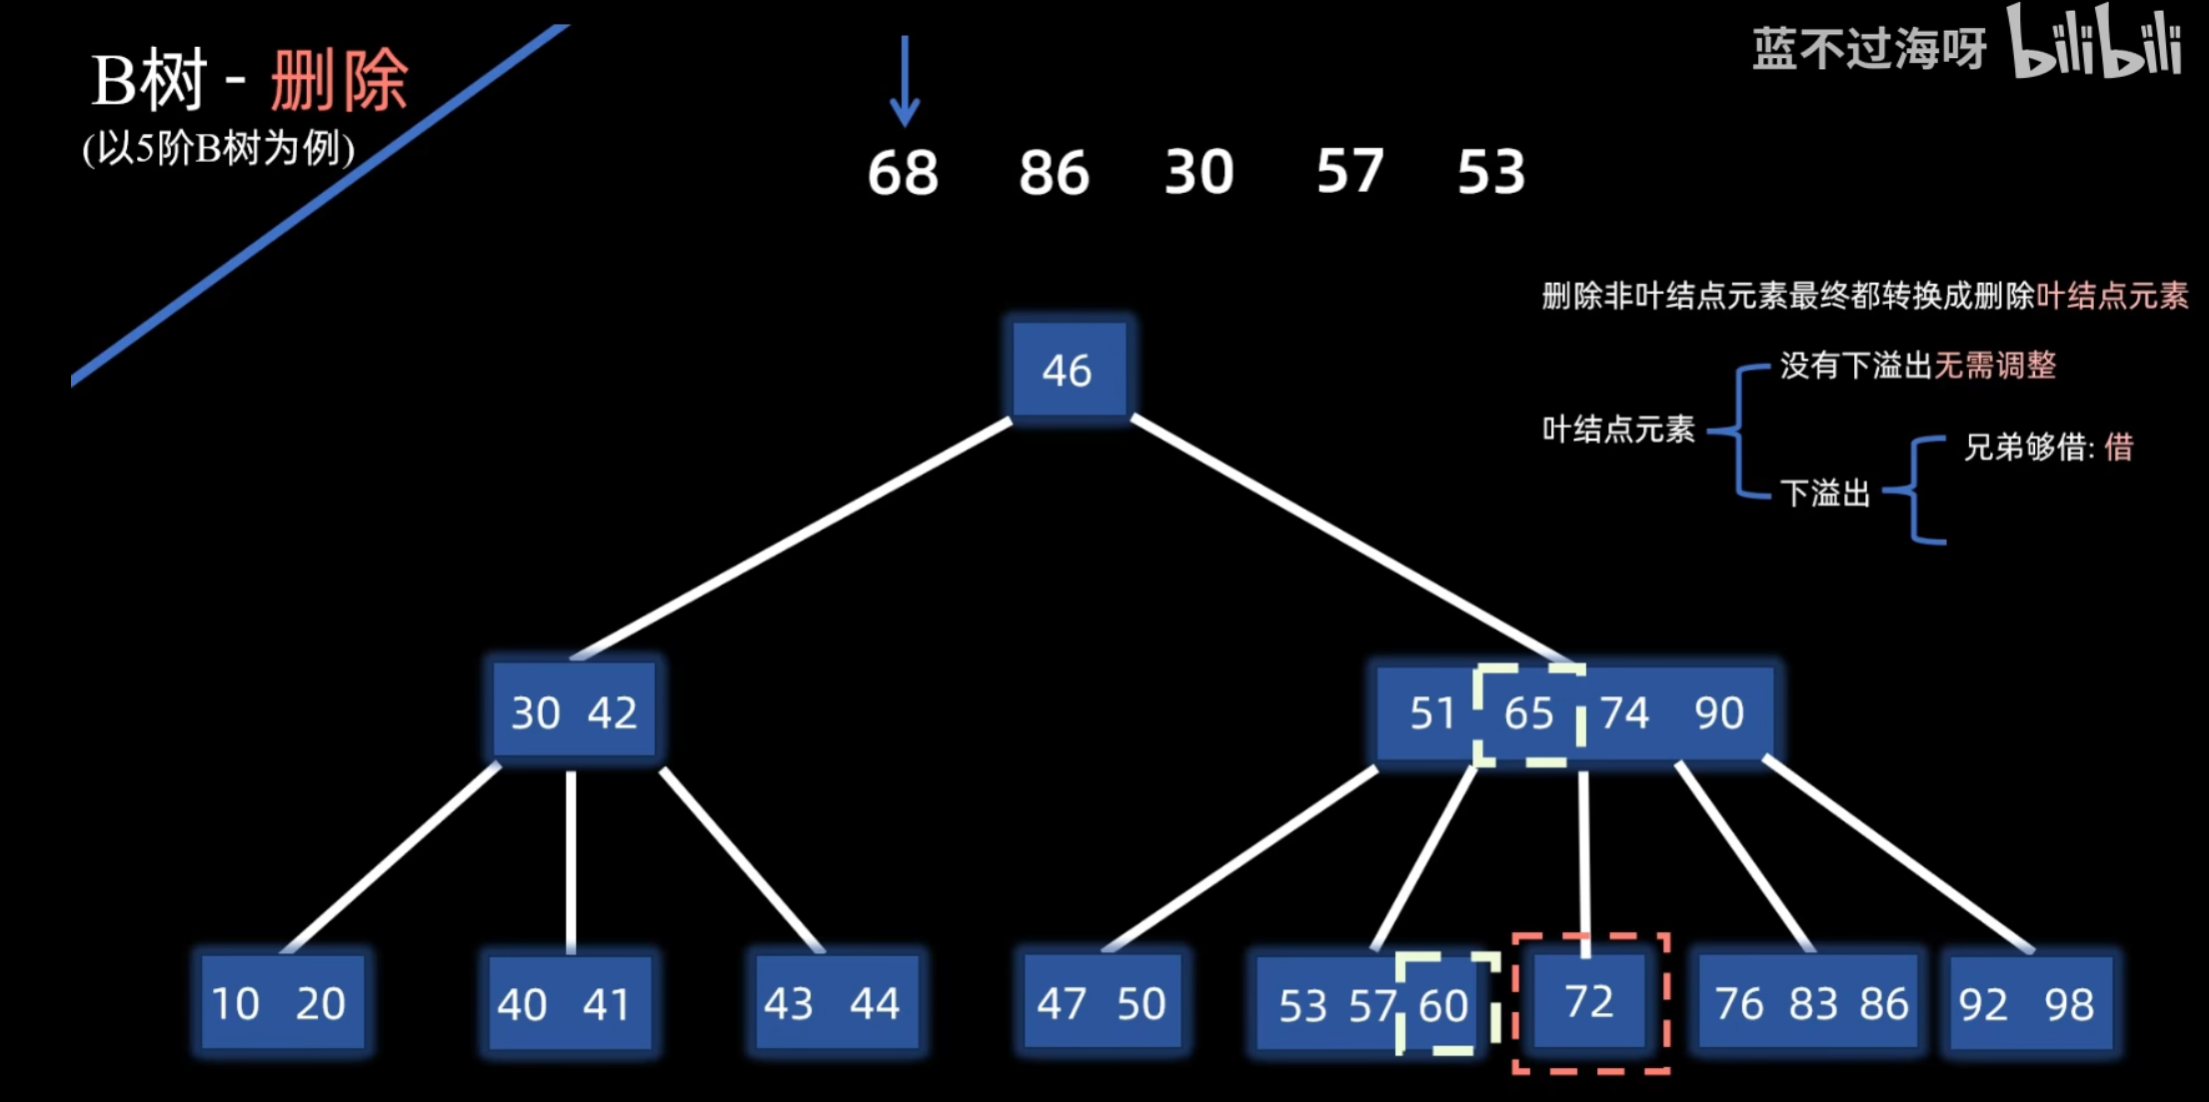 蓝不过海呀 bilibili
B树 - 删除
(以5阶B树为例)
68 86 30 57 53
删除非叶结点元素最终都转换成删除叶结点元素
没有下溢出无需调整
叶结点元素
兄弟够借: 借
下溢出
46
30 42
51 65 74 90
10 20
40 41
43 44
47 50
53 57 60
72
76 83 86
92 98